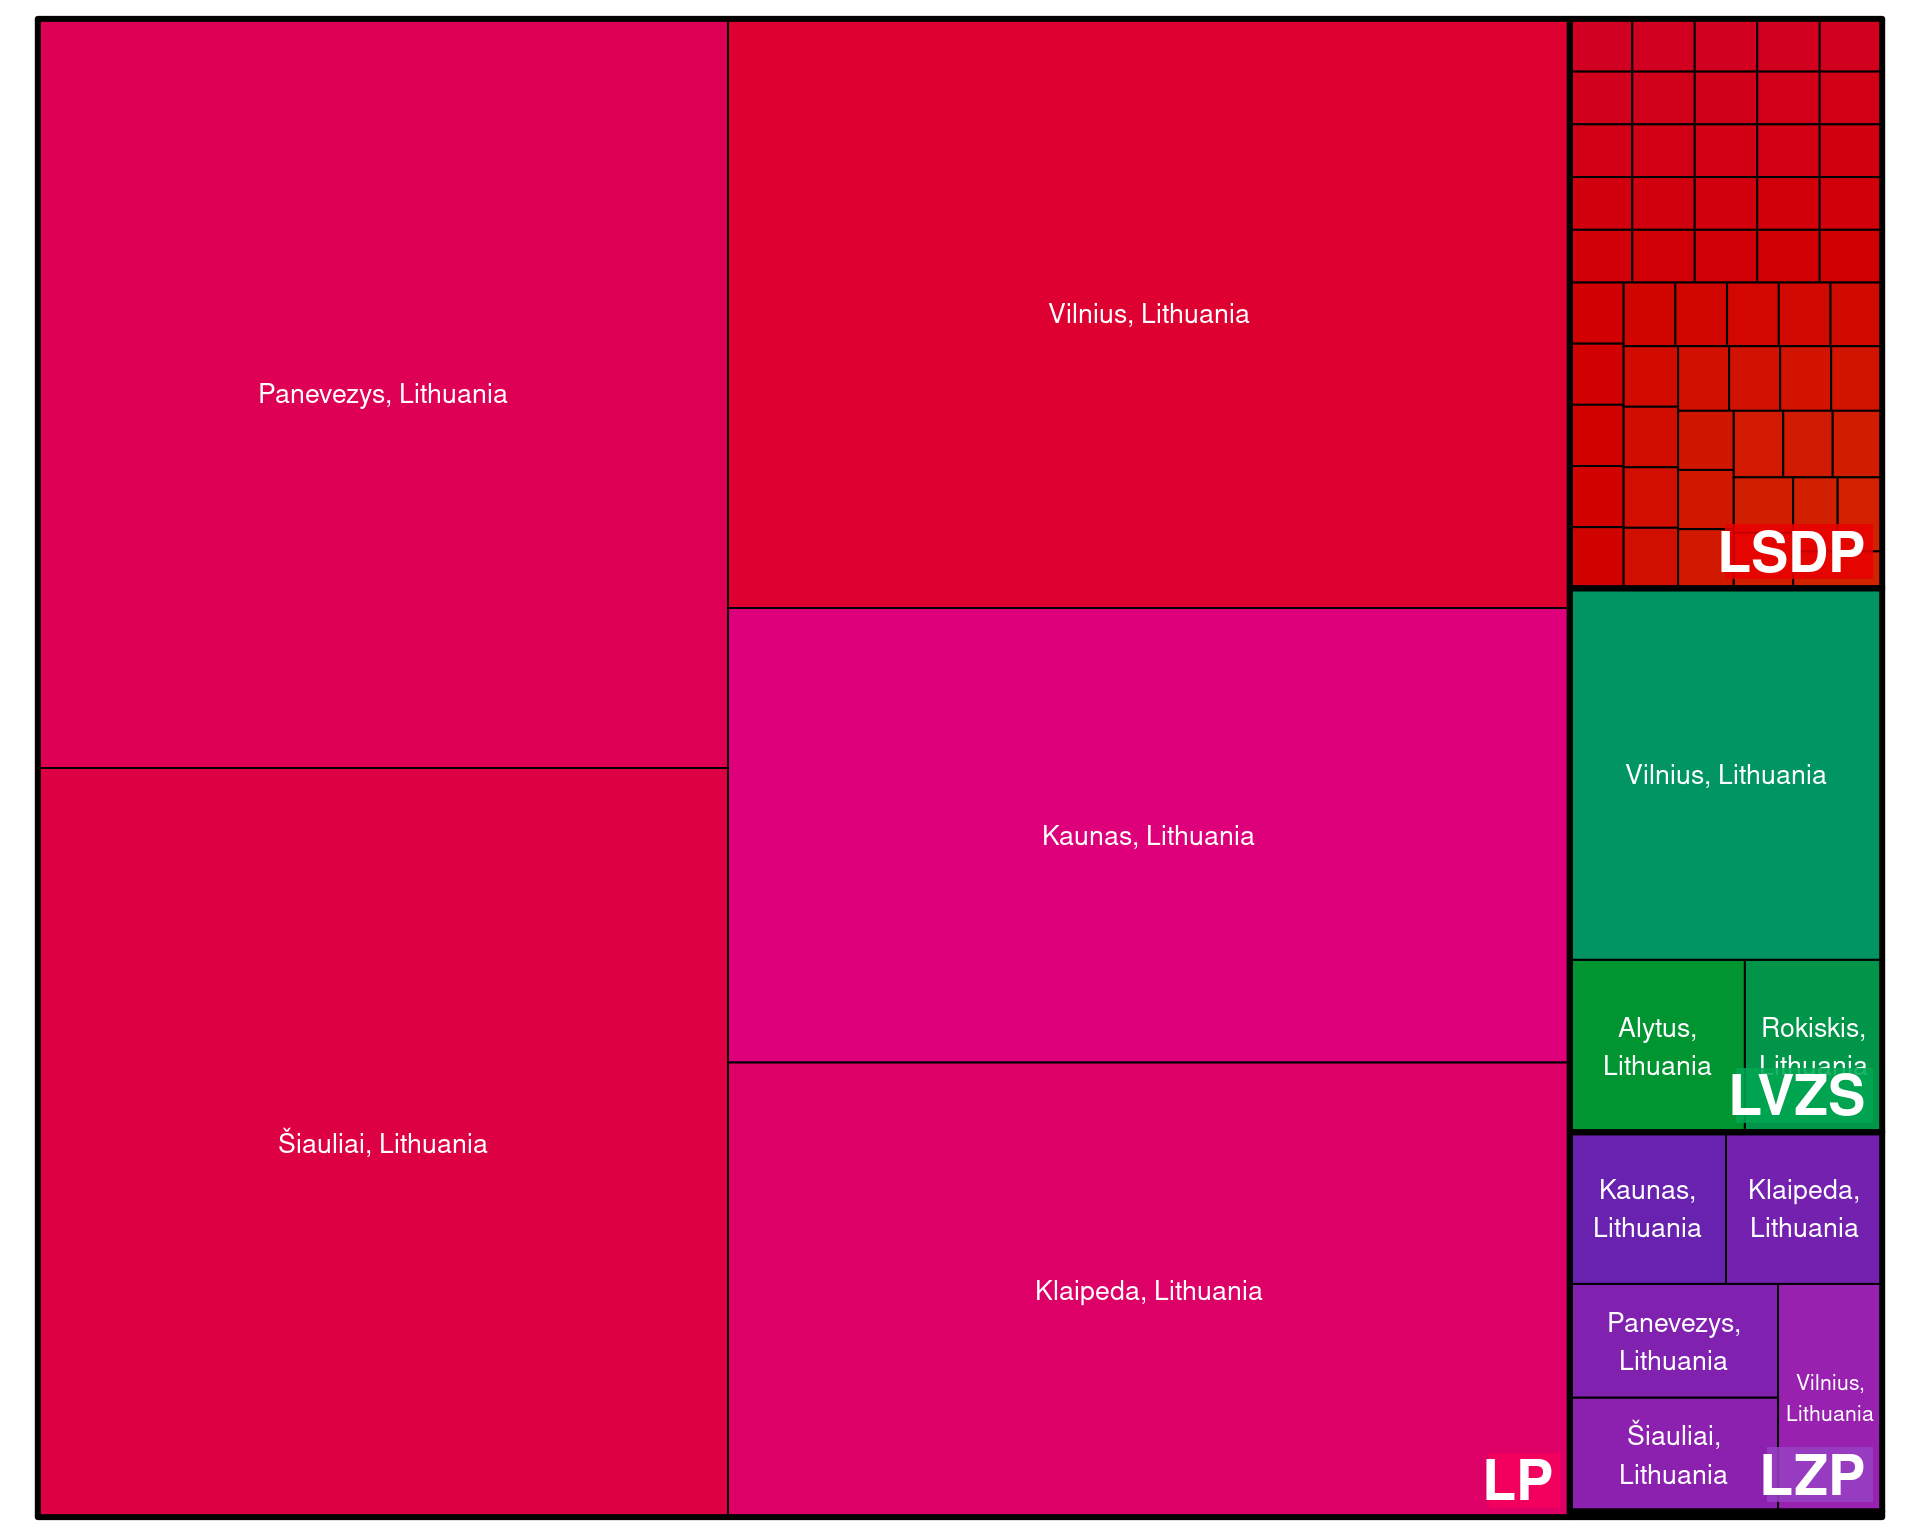 Panevezys, Lithuania
Šiauliai, Lithuania
Vilnius, Lithuania
Kaunas, Lithuania
Klaipeda, Lithuania
LP
LSDP
Vilnius, Lithuania
Alytus,
Lithuania
Rokiskis,
Lithuania
LVZS
Kaunas,
Lithuania
Klaipeda,
Lithuania
Panevezys,
Lithuania
Šiauliai,
Lithuania
Vilnius,
Lithuania
LZP